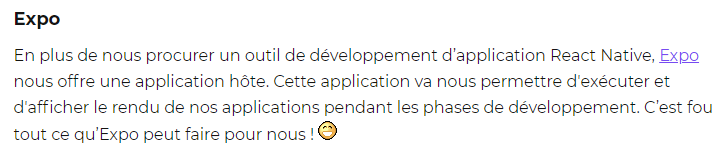 Expo
En plus de nous procurer un outil de développement d’application React Native, Expo
nous offre une application hôte. Cette application va nous permettre d'exécuter et
d'afficher le rendu de nos applications pendant les phases de développement. C’est fou
tout ce qu’Expo peut faire pour nous ! 😁